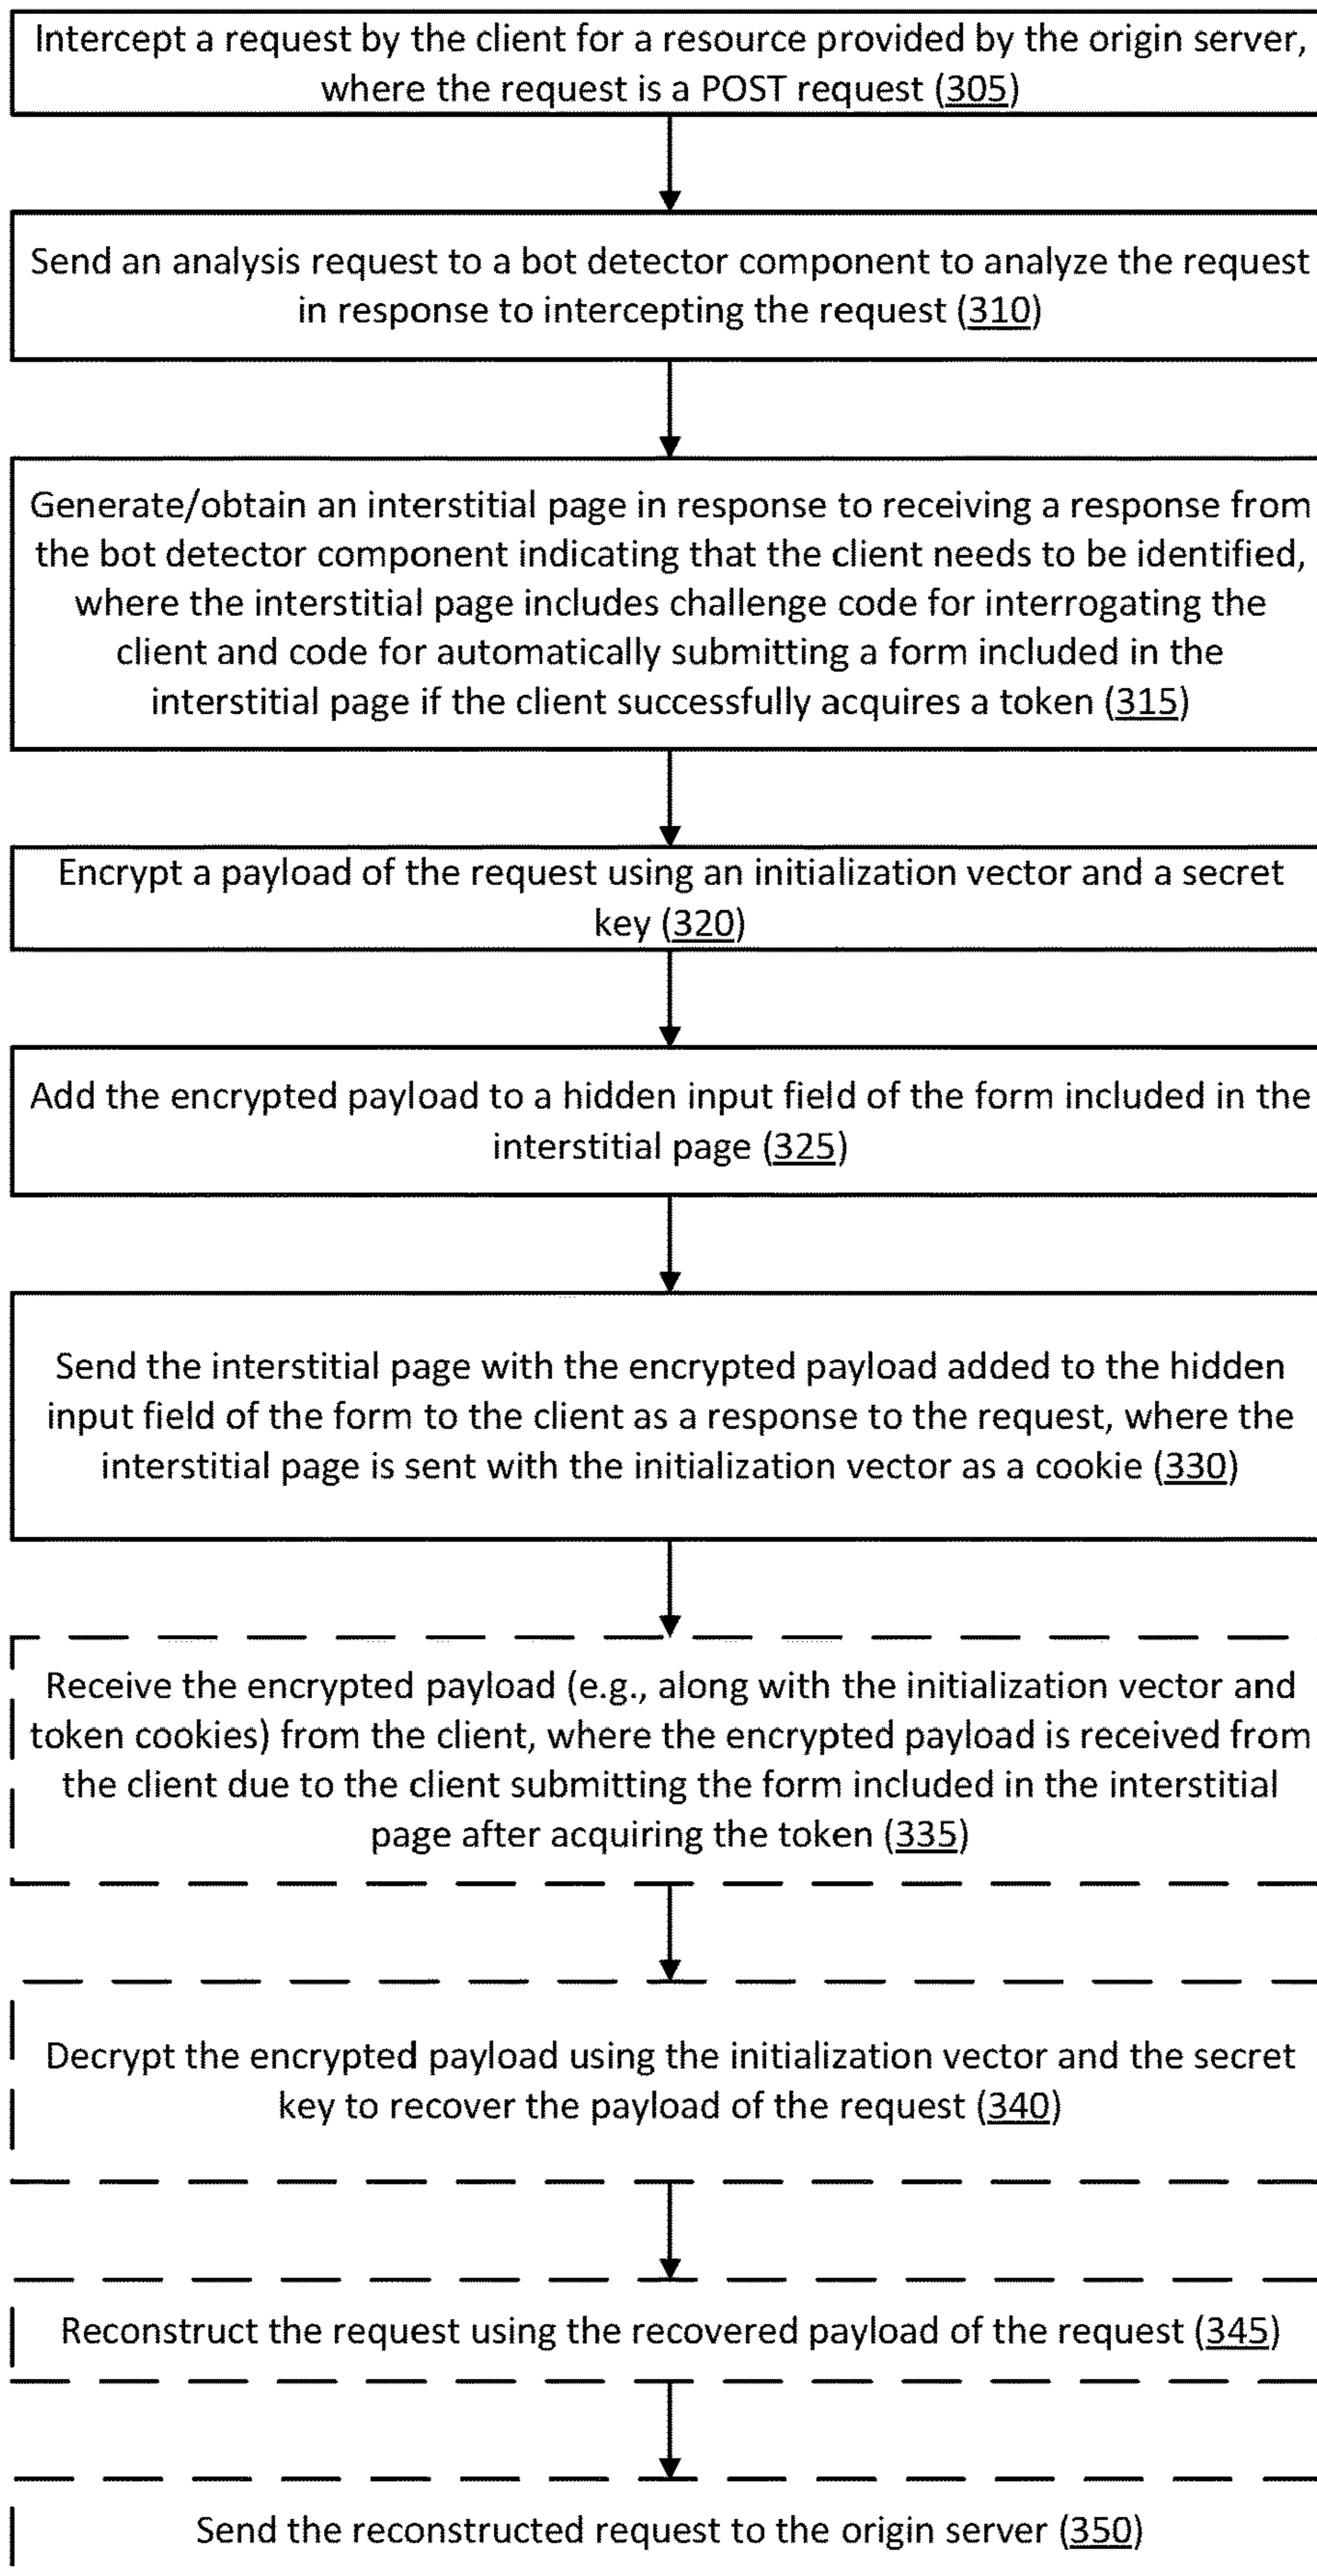 Intercept a request by the client for a resource provided by the origin server,
where the request is a POST request (305)
Send an analysis request to a bot detector component to analyze the request
in response to intercepting the request (310)
Generate/obtain an interstitial page in response to receiving a response from
the bot detector component indicating that the client needs to be identified,
where the interstitial page includes challenge code for interrogating the
client and code for automatically submitting a form included in the
interstitial page if the client successfully acquires a token (315)
Encrypt a payload of the request using an initialization vector and a secret
key (320)
Add the encrypted payload to a hidden input field of the form included in the
interstitial page (325)
Send the interstitial page with the encrypted payload added to the hidden
input field of the form to the client as a response to the request, where the
interstitial page is sent with the initialization vector as a cookie (330)
Receive the encrypted payload (e.g., along with the initialization vector and
token cookies) from the client, where the encrypted payload is received from
the client due to the client submitting the form included in the interstitial
page after acquiring the token (335)
Decrypt the encrypted payload using the initialization vector and the secret
key to recover the payload of the request (340)
Reconstruct the request using the recovered payload of the request (345)
Send the reconstructed request to the origin server (350)